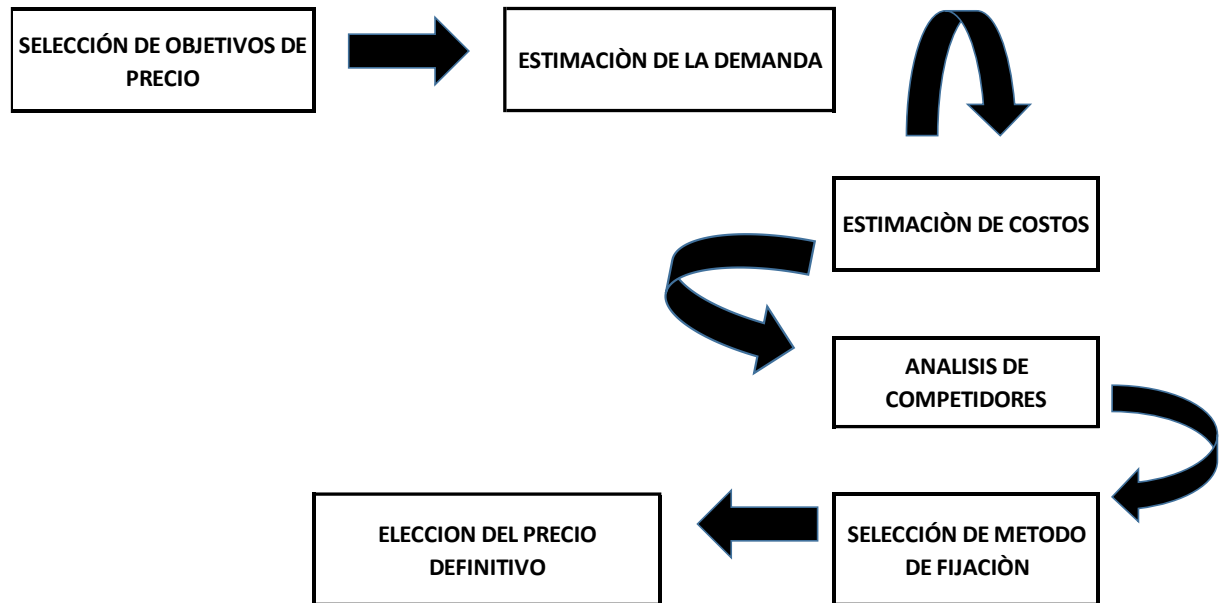 SELECCIÓN DE OBJETIVOS DE
PRECIO
ESTIMACIÒN DE LA DEMANDA
ESTIMACIÒN DE COSTOS
ANALISIS DE
COMPETIDORES
SELECCIÓN DE METODO
DE FIJACIÒN
ELECCION DEL PRECIO
DEFINITIVO